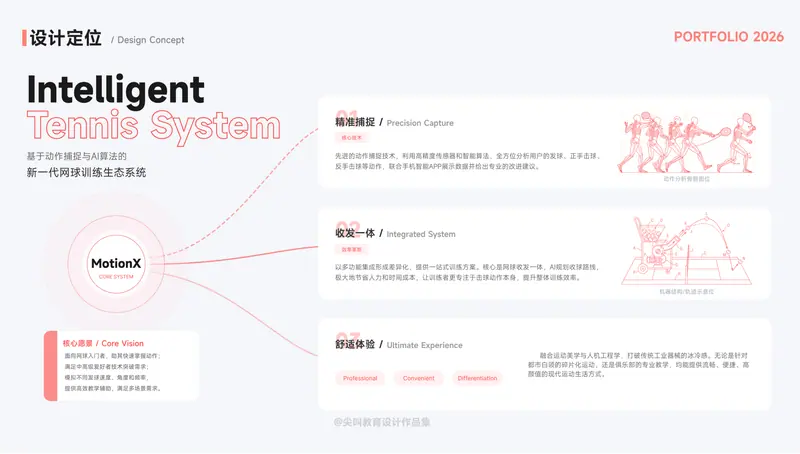 设计定位 / Design Concept
PORTFOLIO 2026
Intelligent
Tennis System
基于动作捕捉与AI算法的
新一代网球训练生态系统
MotionX
CORE SYSTEM
核心愿景 / Core Vision
面向网球入门者，助其快速掌握动作；
满足中高级爱好者技术突破需求；
模拟不同发球速度、角度和频率，
提供高效教学辅助，满足多场景需求。
01
精准捕捉 / Precision Capture
核心技术
先进的动作捕捉技术，利用高精度传感器和智能算法，全方位分析用户的发球、正手击球、
反手击球等动作，联合手机智能APP展示数据并给出专业的改进建议。
02
收发一体 / Integrated System
以多功能集成形成差异化，提供一站式训练方案。核心是网球收发一体，AI规划收球路线，
极大地节省人力和时间成本，让训练者更专注于击球动作本身，提升整体训练效率。
03
舒适体验 / Ultimate Experience
Professional
Convenient
Differentiation
融合运动美学与人机工程学，打破传统工业器械的冰冷感。无论是针对
都市白领的碎片化运动，还是俱乐部的专业教学，均能提供流畅、便捷、高
颜值的现代运动生活方式。
@尖叫教育设计作品集